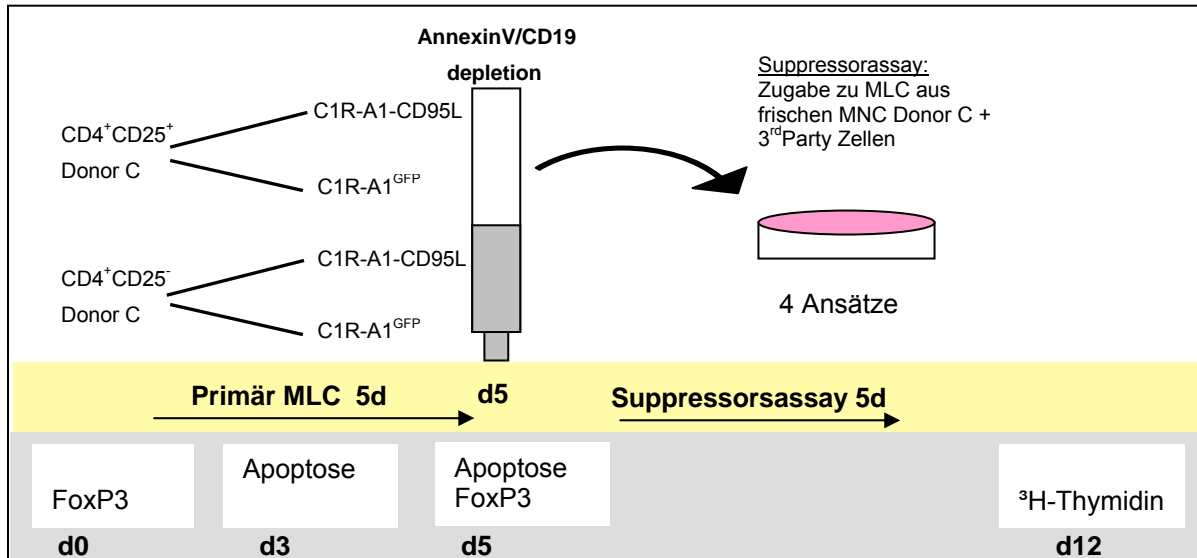 AnnexinV/CD19
depletion
CD4⁺CD25⁺
Donor C
C1R-A1-CD95L
C1R-A1ᴳᶠᴾ
CD4⁺CD25⁻
Donor C
C1R-A1-CD95L
C1R-A1ᴳᶠᴾ
Suppressorassay:
Zugabe zu MLC aus
frischen MNC Donor C +
3ʳᵈParty Zellen
4 Ansätze
Primär MLC 5d
d5
Suppressorsassay 5d
FoxP3
d0
Apoptose
d3
Apoptose
FoxP3
d5
³H-Thymidin
d12